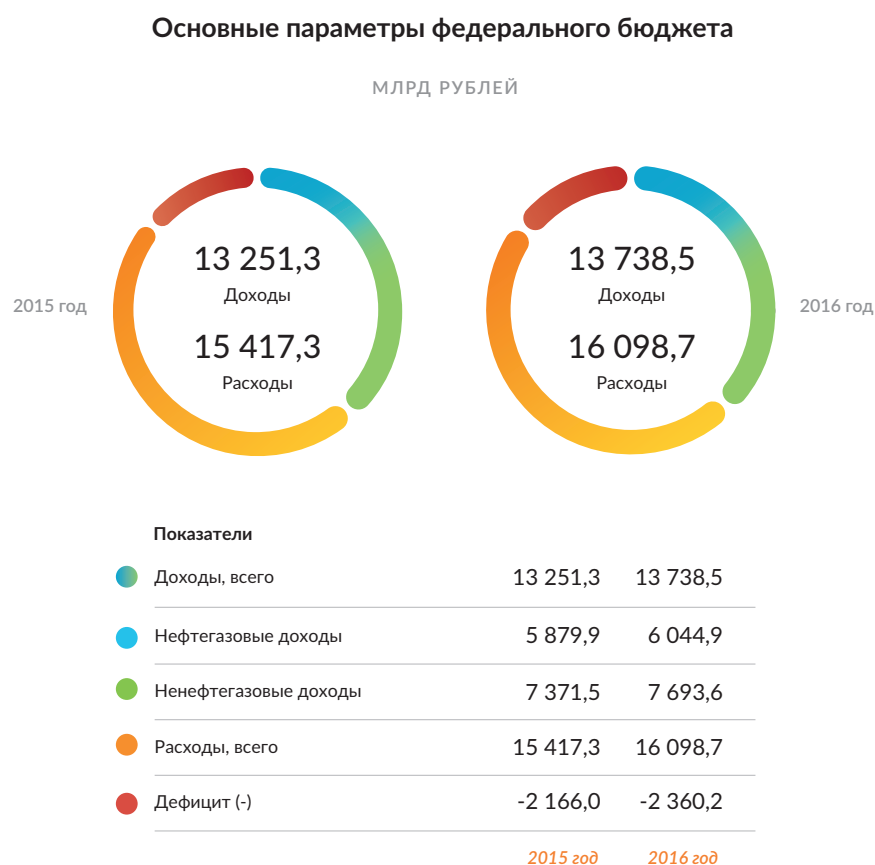 Основные параметры федерального бюджета
МЛРД РУБЛЕЙ
2015 год
13 251,3
Доходы
15 417,3
Расходы
13 738,5
Доходы
16 098,7
Расходы
2016 год
Показатели
Доходы, всего 13 251,3 13 738,5
Нефтегазовые доходы 5 879,9 6 044,9
Ненефтегазовые доходы 7 371,5 7 693,6
Расходы, всего 15 417,3 16 098,7
Дефицит (-) -2 166,0 -2 360,2
2015 год 2016 год